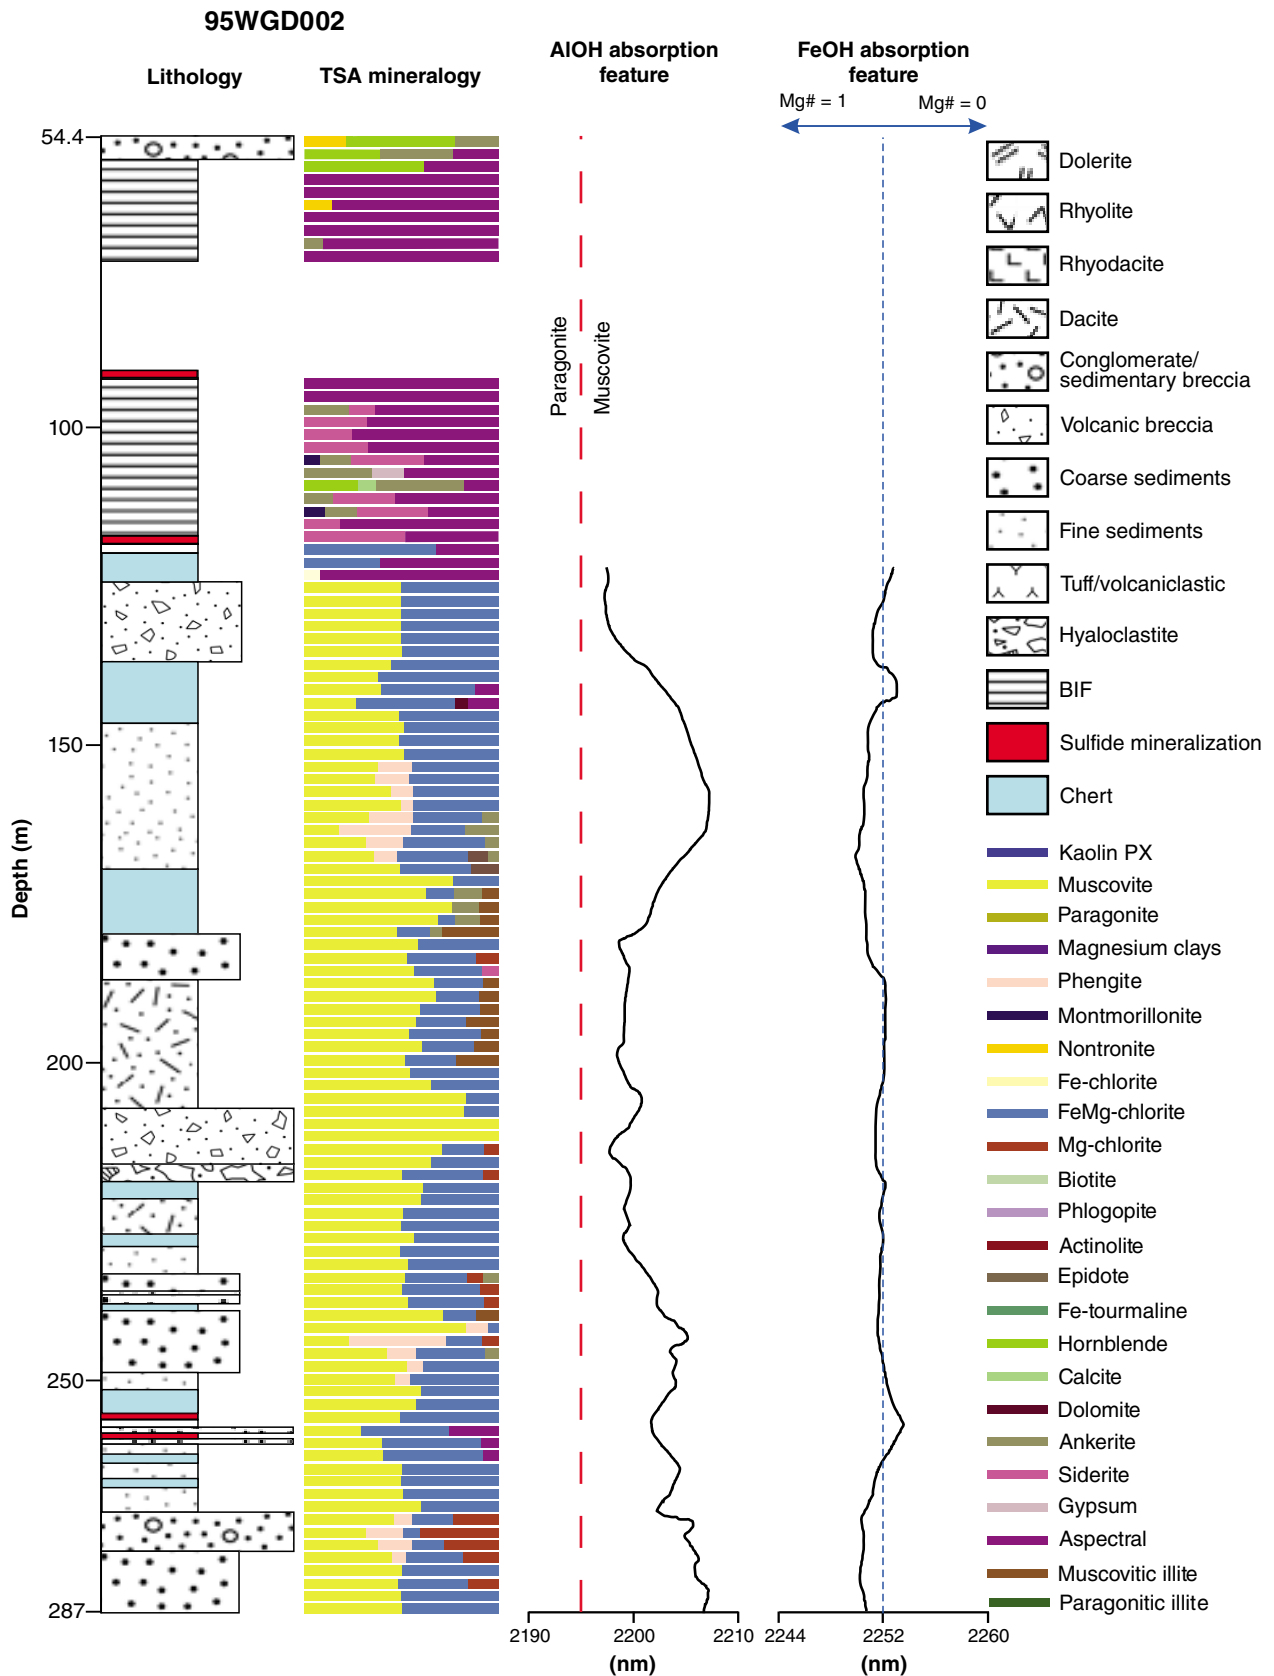 95WGD002
Lithology
TSA mineralogy
AlOH absorption
feature
FeOH absorption
feature
Mg# = 1
Mg# = 0
54.4
100
150
200
250
287
Depth (m)
Paragonite
Muscovite
2190
2200
2210
(nm)
2244
2252
2260
(nm)
Dolerite
Rhyolite
Rhyodacite
Dacite
Conglomerate/
sedimentary breccia
Volcanic breccia
Coarse sediments
Fine sediments
Tuff/volcaniclastic
Hyaloclastite
BIF
Sulfide mineralization
Chert
Kaolin PX
Muscovite
Paragonite
Magnesium clays
Phengite
Montmorillonite
Nontronite
Fe-chlorite
FeMg-chlorite
Mg-chlorite
Biotite
Phlogopite
Actinolite
Epidote
Fe-tourmaline
Hornblende
Calcite
Dolomite
Ankerite
Siderite
Gypsum
Aspectral
Muscovitic illite
Paragonitic illite